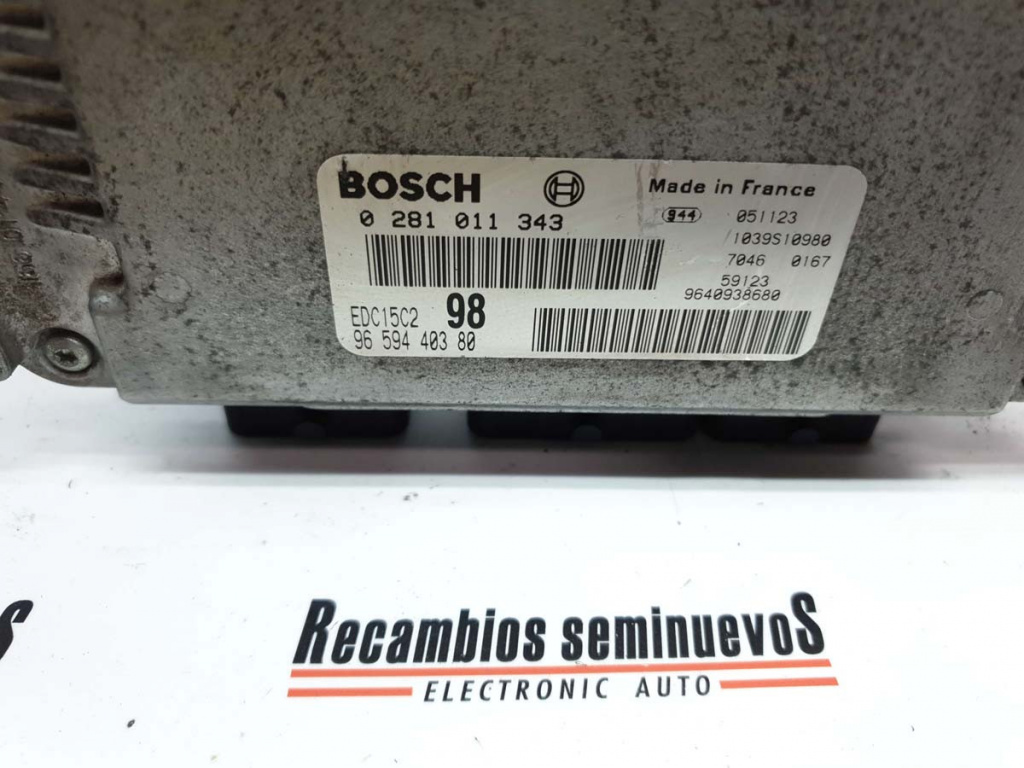 BOSCH
Made in France
0 281 011 343
944 051123
1039S10980
7046 0167
59123
9640938680
EDC15C2 98
96 594 403 80
Recambios seminuevos
ELECTRONIC AUTO